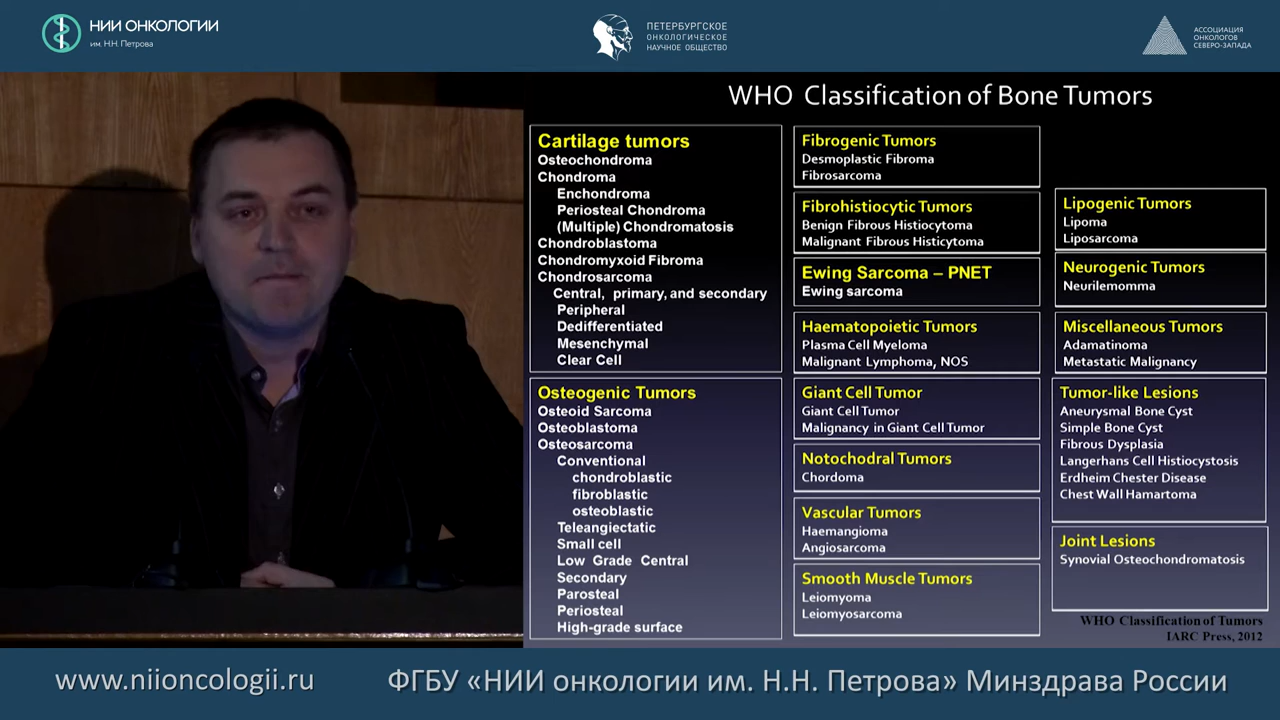 НИИ ОНКОЛОГИИ
им. Н.Н. Петрова
ПЕТЕРБУРГСКОЕ
ОНКОЛОГИЧЕСКОЕ
НАУЧНОЕ ОБЩЕСТВО
АССОЦИАЦИЯ
ОНКОЛОГОВ
СЕВЕРО-ЗАПАДА
WHO Classification of Bone Tumors
Cartilage tumors
Osteochondroma
Chondroma
Enchondroma
Periosteal Chondroma
(Multiple) Chondromatosis
Chondroblastoma
Chondromyxoid Fibroma
Chondrosarcoma
Central, primary, and secondary
Peripheral
Dedifferentiated
Mesenchymal
Clear Cell
Osteogenic Tumors
Osteoid Sarcoma
Osteoblastoma
Osteosarcoma
Conventional
chondroblastic
fibroblastic
osteoblastic
Teleangiectatic
Small cell
Low Grade Central
Secondary
Parosteal
Periosteal
High-grade surface
Fibrogenic Tumors
Desmoplastic Fibroma
Fibrosarcoma
Fibrohistiocytic Tumors
Benign Fibrous Histiocytoma
Malignant Fibrous Histicytoma
Ewing Sarcoma – PNET
Ewing sarcoma
Haematopoietic Tumors
Plasma Cell Myeloma
Malignant Lymphoma, NOS
Giant Cell Tumor
Giant Cell Tumor
Malignancy in Giant Cell Tumor
Notochodral Tumors
Chordoma
Vascular Tumors
Haemangioma
Angiosarcoma
Smooth Muscle Tumors
Leiomyoma
Leiomyosarcoma
Lipogenic Tumors
Lipoma
Liposarcoma
Neurogenic Tumors
Neurilemomma
Miscellaneous Tumors
Adamatinoma
Metastatic Malignancy
Tumor-like Lesions
Aneurysmal Bone Cyst
Simple Bone Cyst
Fibrous Dysplasia
Langerhans Cell Histiocystosis
Erdheim Chester Disease
Chest Wall Hamartoma
Joint Lesions
Synovial Osteochondromatosis
WHO Classification of Tumors
IARC Press, 2012
www.niioncologii.ru
ФГБУ «НИИ онкологии им. Н.Н. Петрова» Минздрава России